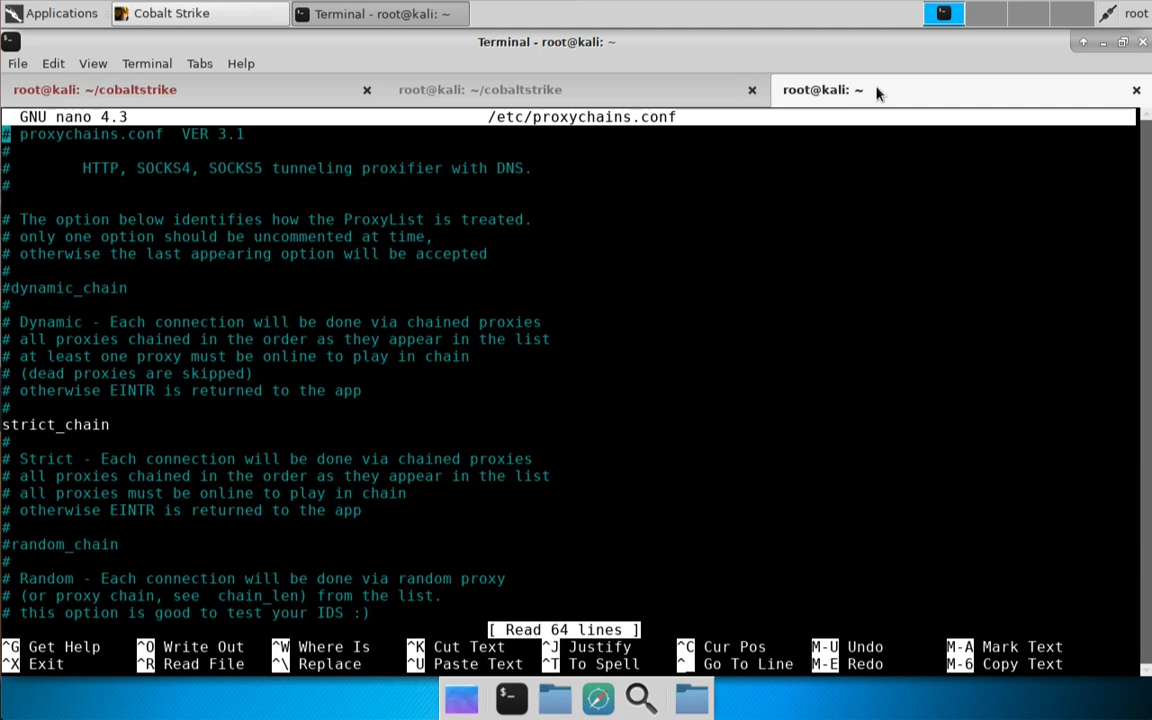 Applications
Cobalt Strike
Terminal - root@kali: ~
root
Terminal - root@kali: ~
File Edit View Terminal Tabs Help
root@kali: ~/cobaltstrike
root@kali: ~/cobaltstrike
root@kali: ~
GNU nano 4.3 /etc/proxychains.conf
# proxychains.conf  VER 3.1
#
#        HTTP, SOCKS4, SOCKS5 tunneling proxifier with DNS.
#
# The option below identifies how the ProxyList is treated.
# only one option should be uncommented at time,
# otherwise the last appearing option will be accepted
#
#dynamic_chain
#
# Dynamic - Each connection will be done via chained proxies
# all proxies chained in the order as they appear in the list
# at least one proxy must be online to play in chain
# (dead proxies are skipped)
# otherwise EINTR is returned to the app
#
strict_chain
#
# Strict - Each connection will be done via chained proxies
# all proxies chained in the order as they appear in the list
# all proxies must be online to play in chain
# otherwise EINTR is returned to the app
#
#random_chain
#
# Random - Each connection will be done via random proxy
# (or proxy chain, see  chain_len) from the list.
# this option is good to test your IDS :)
[ Read 64 lines ]
^G Get Help ^O Write Out ^W Where Is ^K Cut Text ^J Justify ^C Cur Pos M-U Undo M-A Mark Text
^X Exit ^R Read File ^\ Replace ^U Paste Text ^T To Spell ^_ Go To Line M-E Redo M-6 Copy Text